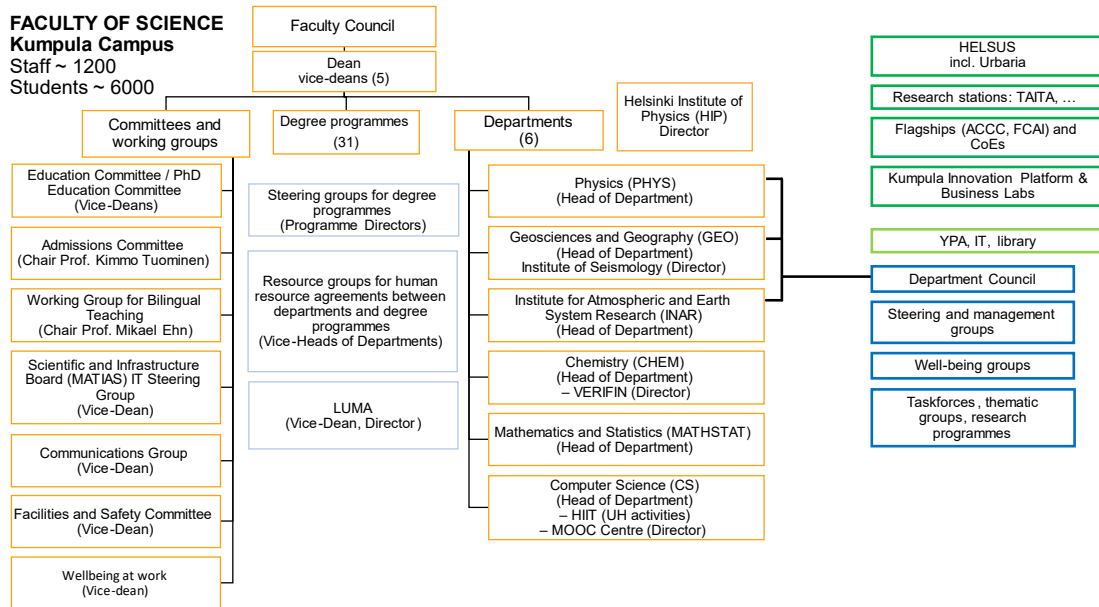 FACULTY OF SCIENCE
Kumpula Campus
Staff ~ 1200
Students ~ 6000
Faculty Council
Dean
vice-deans (5)
Committees and
working groups
Degree programmes
(31)
Departments
(6)
Helsinki Institute of
Physics (HIP)
Director
Education Committee / PhD
Education Committee
(Vice-Deans)
Admissions Committee
(Chair Prof. Kimmo Tuominen)
Working Group for Bilingual
Teaching
(Chair Prof. Mikael Ehn)
Scientific and Infrastructure
Board (MATIAS) IT Steering
Group
(Vice-Dean)
Communications Group
(Vice-Dean)
Facilities and Safety Committee
(Vice-Dean)
Wellbeing at work
(Vice-dean)
Steering groups for degree
programmes
(Programme Directors)
Resource groups for human
resource agreements between
departments and degree
programmes
(Vice-Heads of Departments)
LUMA
(Vice-Dean, Director)
Physics (PHYS)
(Head of Department)
Geosciences and Geography (GEO)
(Head of Department)
Institute of Seismology (Director)
Institute for Atmospheric and Earth
System Research (INAR)
(Head of Department)
Chemistry (CHEM)
(Head of Department)
– VERIFIN (Director)
Mathematics and Statistics (MATHSTAT)
(Head of Department)
Computer Science (CS)
(Head of Department)
– HIIT (UH activities)
– MOOC Centre (Director)
HELSUS
incl. Urbaria
Research stations: TAITA, …
Flagships (ACCC, FCAI) and
CoEs
Kumpula Innovation Platform &
Business Labs
YPA, IT, library
Department Council
Steering and management
groups
Well-being groups
Taskforces, thematic
groups, research
programmes